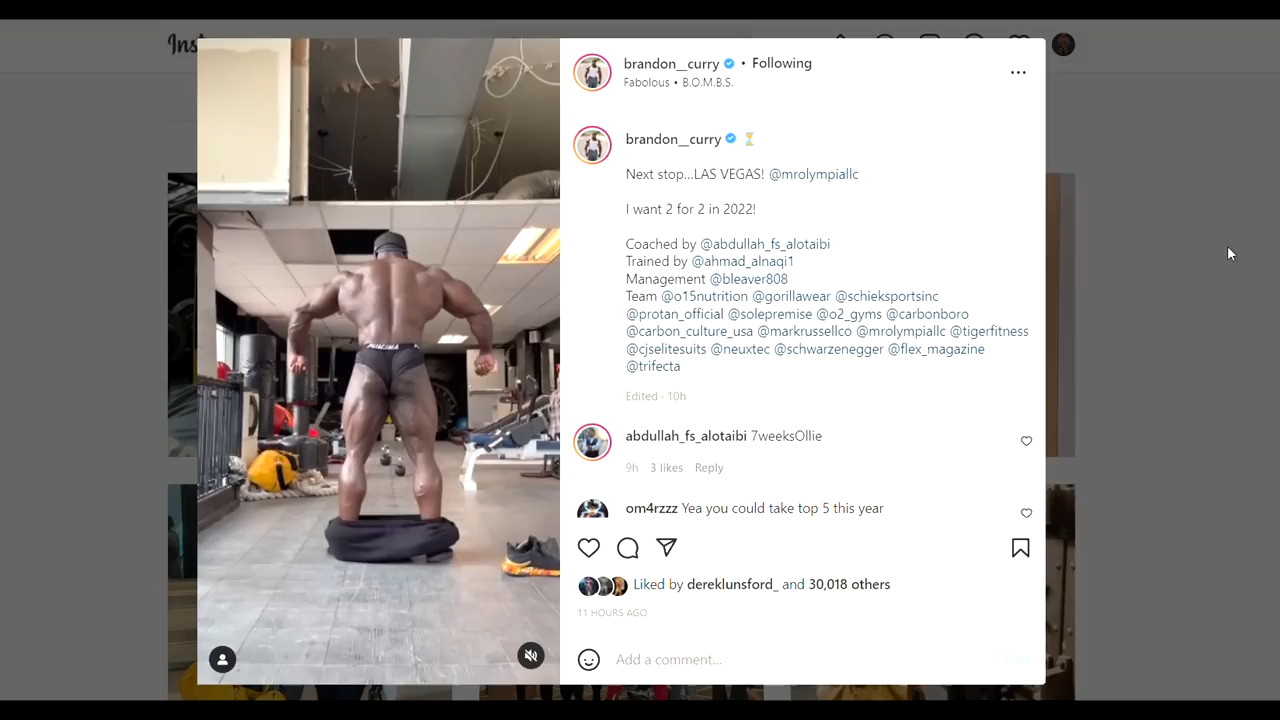 Inst
brandon__curry • Following
Fabolous • B.O.M.B.S.
brandon__curry ⏳
Next stop...LAS VEGAS! @mrolympiallc
I want 2 for 2 in 2022!
Coached by @abdullah_fs_alotaibi
Trained by @ahmad_alnaqi1
Management @bleaver808
Team @o15nutrition @gorillawear @schieksportsinc
@protan_official @solepremise @o2_gyms @carbonboro
@carbon_culture_usa @markrussellco @mrolympiallc @tigerfitness
@cjselitesuits @neuxtec @schwarzenegger @flex_magazine
@trifecta
Edited · 10h
abdullah_fs_alotaibi 7weeksOllie
9h 3 likes Reply
om4rzzz Yea you could take top 5 this year
Liked by dereklunsford_ and 30,018 others
11 HOURS AGO
Add a comment...
Post